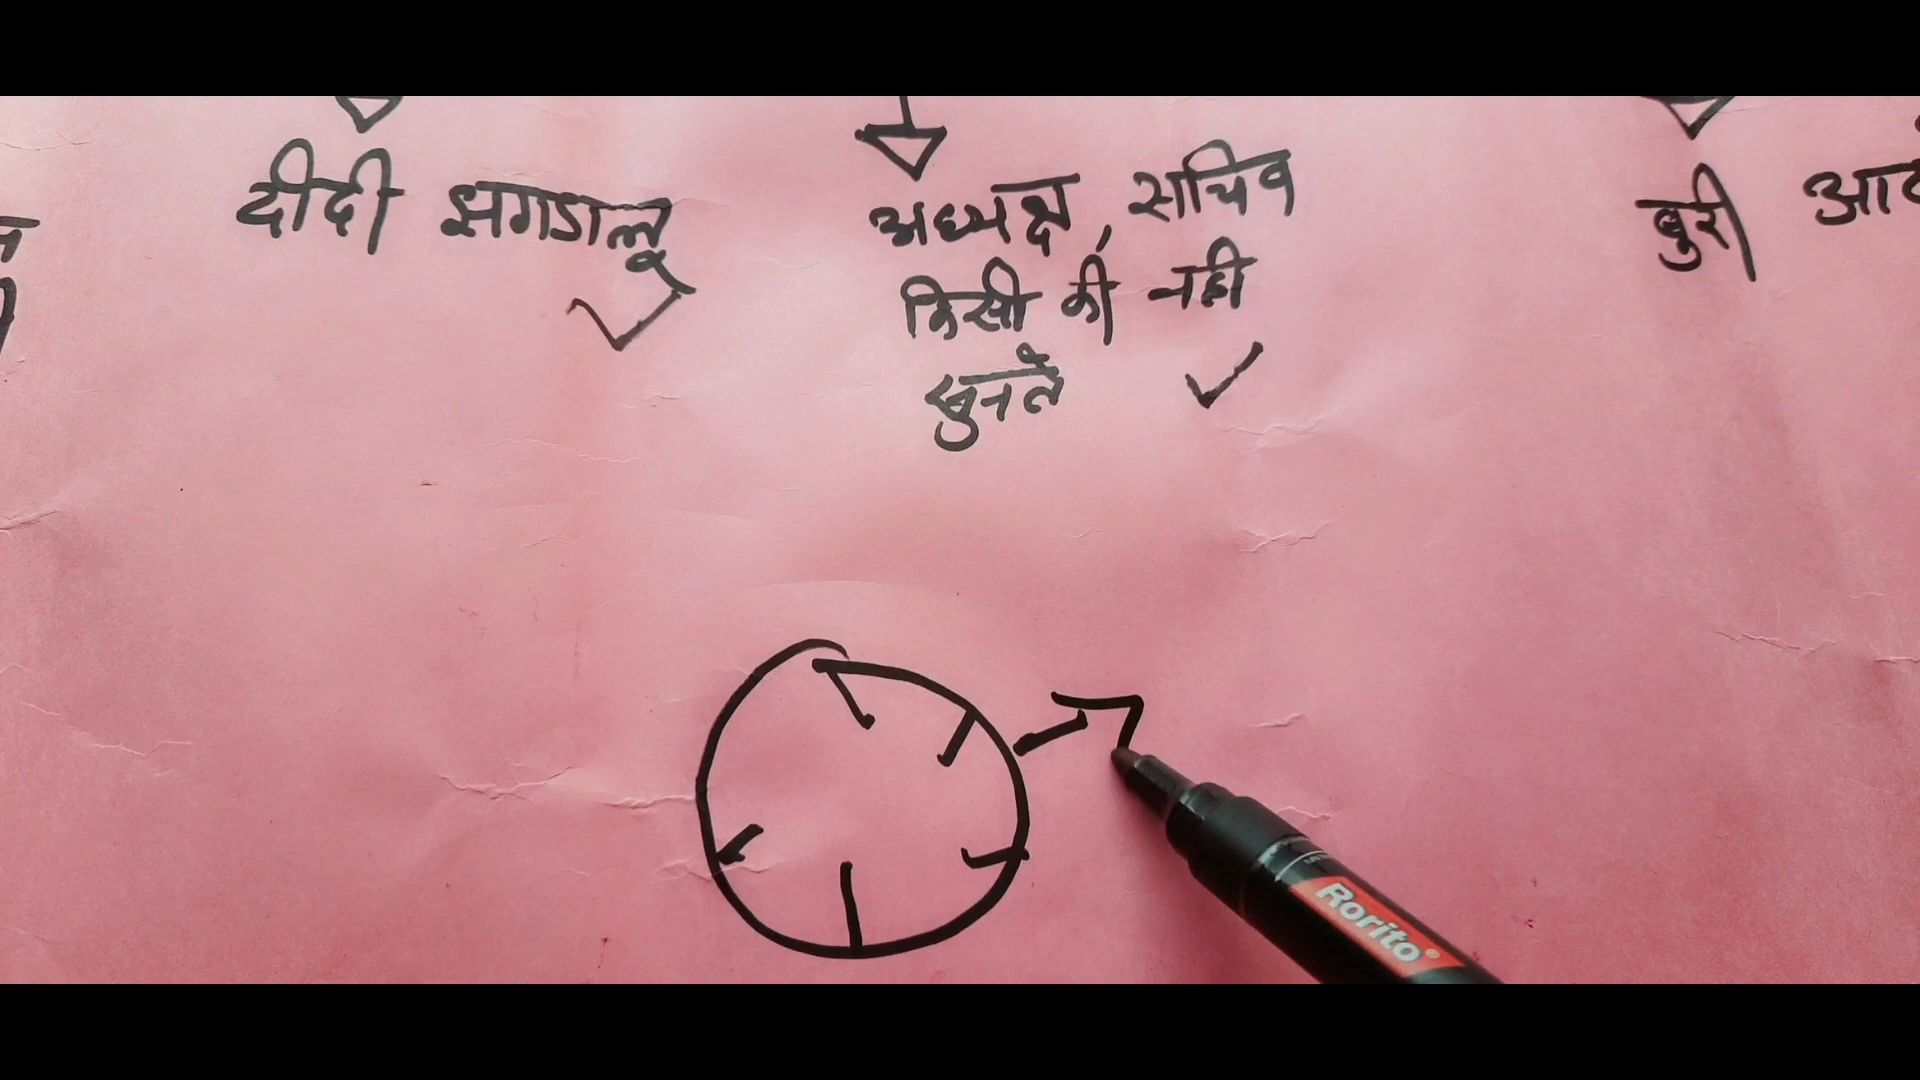 दीदी झगडालू
अध्यक्ष, सचिव
किसी की नही
सुनते
बुरी
Rorito